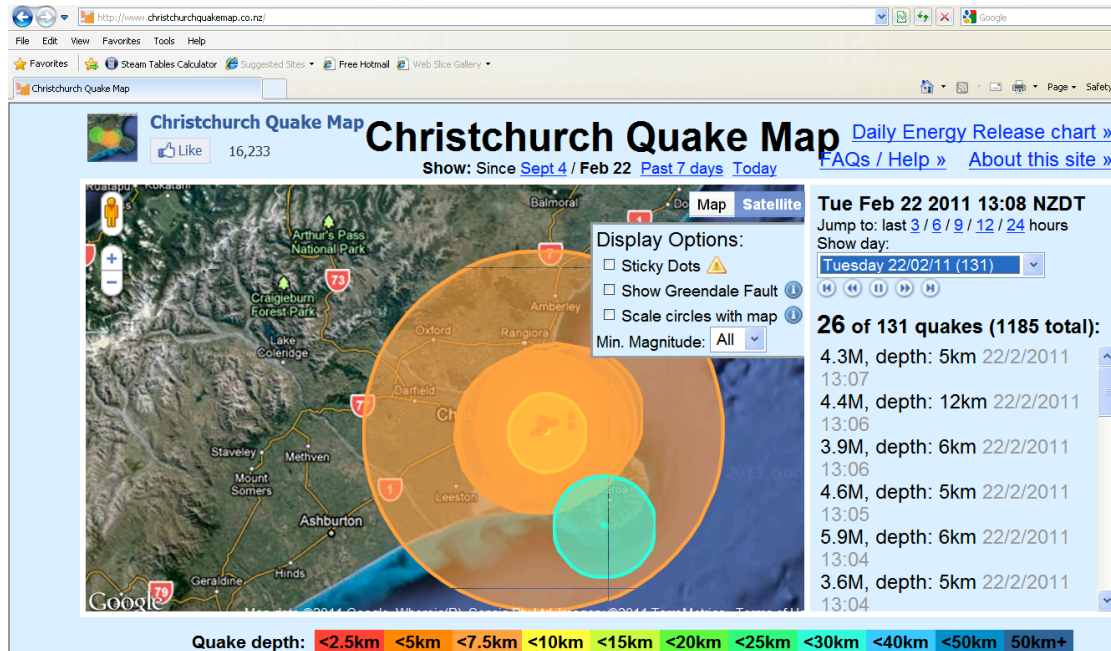 http://www.christchurchquakemap.co.nz/
Google
File Edit View Favorites Tools Help
Favorites Steam Tables Calculator Suggested Sites Free Hotmail Web Slice Gallery
Christchurch Quake Map
Page Safety
Christchurch Quake Map
Like 16,233
Christchurch Quake Map
Daily Energy Release chart »
FAQs / Help » About this site »
Show: Since Sept 4 / Feb 22 Past 7 days Today
Balmoral
Map Satellite
Arthur's Pass
National Park
Display Options:
Sticky Dots
Show Greendale Fault
Scale circles with map
Min. Magnitude: All
1
7
73
Craigieburn
Forest Park
Amberley
Oxford
Rangiora
Lake
Coleridge
Darfield
77
Ch
Staveley
Methven
Mount
Somers
1
Leeston
Ashburton
Geraldine
Hinds
79
Google
Tue Feb 22 2011 13:08 NZDT
Jump to: last 3 / 6 / 9 / 12 / 24 hours
Show day:
Tuesday 22/02/11 (131)
26 of 131 quakes (1185 total):
4.3M, depth: 5km 22/2/2011
13:07
4.4M, depth: 12km 22/2/2011
13:06
3.9M, depth: 6km 22/2/2011
13:06
4.6M, depth: 5km 22/2/2011
13:05
5.9M, depth: 6km 22/2/2011
13:04
3.6M, depth: 5km 22/2/2011
13:04
Quake depth: <2.5km <5km <7.5km <10km <15km <20km <25km <30km <40km <50km 50km+